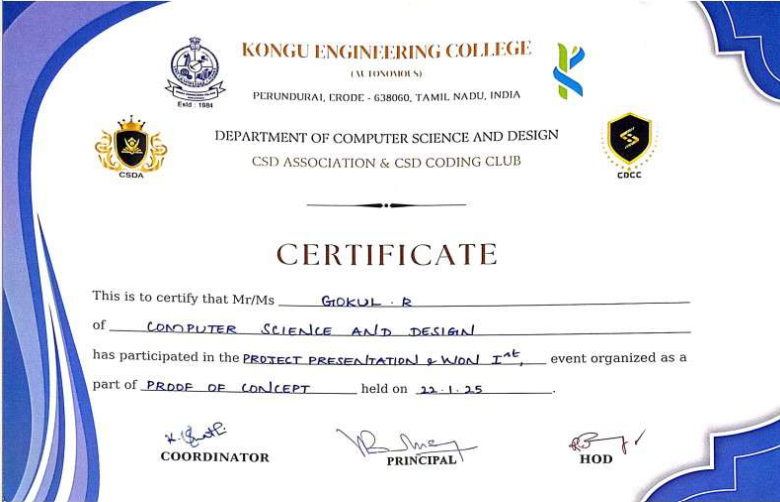 KONGU ENGINEERING COLLEGE
(AUTONOMOUS)
PERUNDURAI, ERODE - 638060, TAMIL NADU, INDIA
Estd : 1984
DEPARTMENT OF COMPUTER SCIENCE AND DESIGN
CSD ASSOCIATION & CSD CODING CLUB
CSDA
CDCC
CERTIFICATE
This is to certify that Mr/Ms GOKUL . R
of COMPUTER SCIENCE AND DESIGN
has participated in the PROJECT PRESENTATION & WON Ist, event organized as a
part of PROOF OF CONCEPT held on 22.1.25.
COORDINATOR
PRINCIPAL
HOD